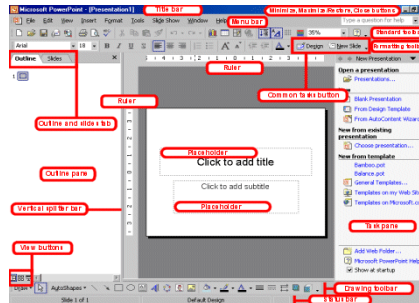 Microsoft PowerPoint - [Presentation1]
Title bar
Minimize, Maximize/Restore, Close buttons
File Edit View Insert Format Tools Slide Show Window Help
Menu bar
Type a question for help
35%
Standard toolbar
Arial
18
B I U S
Design
New Slide
Formatting toolbar
Outline Slides
Ruler
New Presentation
Common tasks button
Open a presentation
Presentations...
New
Blank Presentation
From Design Template
From AutoContent Wizard
New from existing presentation
Choose presentation...
New from template
Bamboo.pot
Balance.pot
General Templates...
Templates on my Web Site
Templates on Microsoft.c
1
Ruler
Outline and slides tab
Placeholder
Click to add title
Click to add subtitle
Placeholder
Outline pane
Vertical splitter bar
Task pane
View buttons
Add Web Folder...
Microsoft PowerPoint Help
Show at startup
Draw
AutoShapes
Drawing toolbar
Slide 1 of 1
Default Design
Status bar